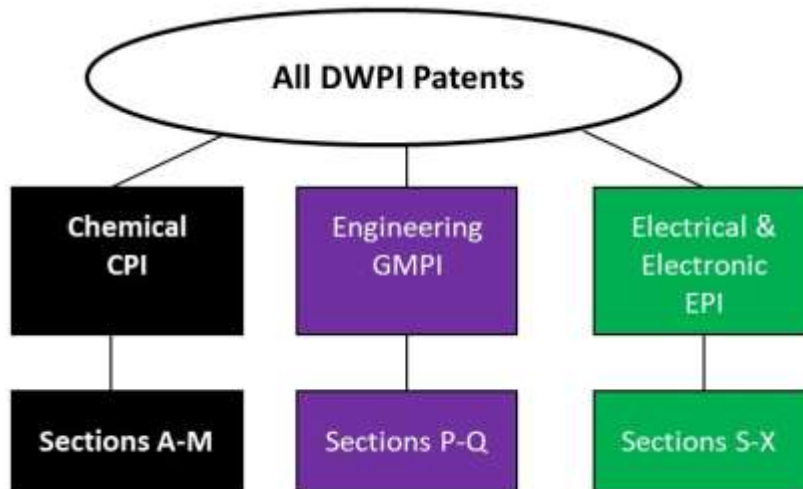 All DWPI Patents
Chemical
CPI
Engineering
GMPI
Electrical &
Electronic
EPI
Sections A-M
Sections P-Q
Sections S-X